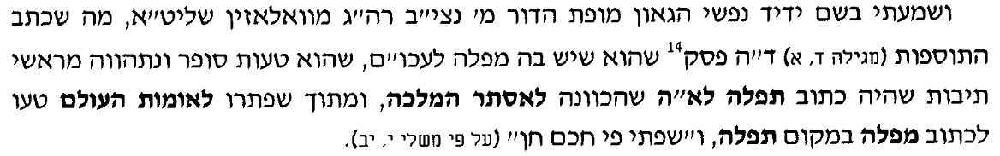 ושמעתי בשם ידיד נפשי הגאון מופת הדור מ׳ נצי״ב רה״ג מוואלאזין שליט״א, מה שכתב
התוספות (מגילה ד, א) ד״ה פסק14 שהוא שיש בה מפלה לעכו״ם, שהוא טעות סופר ונתהווה מראשי
תיבות שהיה כתוב תפלה לא״ה שהכוונה לאסתר המלכה, ומתוך שפתרו לאומות העולם טעו
לכתוב מפלה במקום תפלה, ו״שפתי פי חכם חן״ (על פי משלי י, יב).